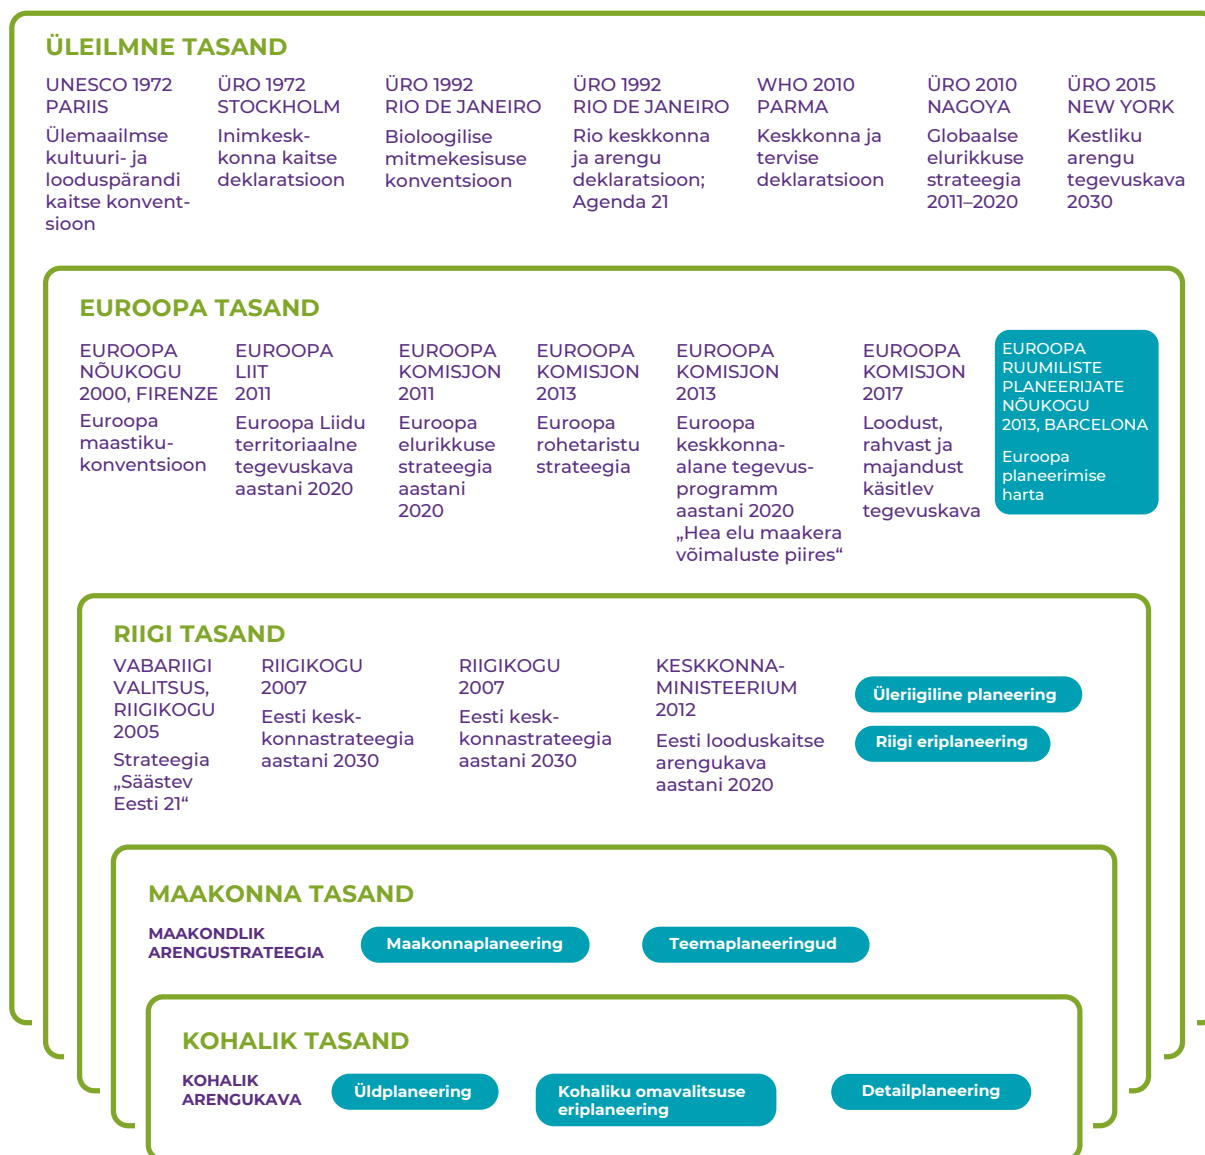 ÜLEILMNE TASAND
UNESCO 1972
PARIIS
Ülemaailmse
kultuuri- ja
looduspärandi
kaitse konvent-
sioon
ÜRO 1972
STOCKHOLM
Inimkesk-
konna kaitse
deklaratsioon
ÜRO 1992
RIO DE JANEIRO
Bioloogilise
mitmekesisuse
konventsioon
ÜRO 1992
RIO DE JANEIRO
Rio keskkonna
ja arengu
deklaratsioon;
Agenda 21
WHO 2010
PARMA
Keskkonna ja
tervise
deklaratsioon
ÜRO 2010
NAGOYA
Globaalse
elurikkuse
strateegia
2011–2020
ÜRO 2015
NEW YORK
Kestliku
arengu
tegevuskava
2030
EUROOPA TASAND
EUROOPA
NÕUKOGU
2000, FIRENZE
Euroopa
maastiku-
konventsioon
EUROOPA
LIIT
2011
Euroopa Liidu
territoriaalne
tegevuskava
aastani 2020
EUROOPA
KOMISJON
2011
Euroopa
elurikkuse
strateegia
aastani
2020
EUROOPA
KOMISJON
2013
Euroopa
rohetaristu
strateegia
EUROOPA
KOMISJON
2013
Euroopa
keskkonna-
alane tegevus-
programm
aastani 2020
„Hea elu maakera
võimaluste piires“
EUROOPA
KOMISJON
2017
Loodust,
rahvast ja
majandust
käsitlev
tegevuskava
EUROOPA
RUUMILISTE
PLANEERIJATE
NÕUKOGU
2013, BARCELONA
Euroopa
planeerimise
harta
RIIGI TASAND
VABARIIGI
VALITSUS,
RIIGIKOGU
2005
Strateegia
„Säästev
Eesti 21“
RIIGIKOGU
2007
Eesti kesk-
konnastrateegia
aastani 2030
RIIGIKOGU
2007
Eesti kesk-
konnastrateegia
aastani 2030
KESKKONNA-
MINISTEERIUM
2012
Eesti looduskaitse
arengukava
aastani 2020
Üleriigiline planeering
Riigi eriplaneering
MAAKONNA TASAND
MAAKONDLIK
ARENGUSTRATEEGIA
Maakonnaplaneering
Teemaplaneeringud
KOHALIK TASAND
KOHALIK
ARENGUKAVA
Üldplaneering
Kohaliku omavalitsuse
eriplaneering
Detailplaneering